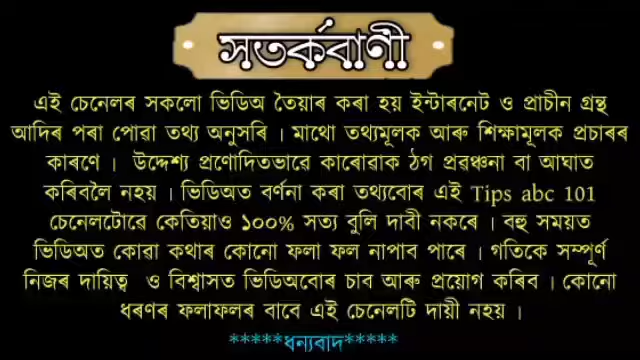 সতৰ্কবাণী
এই চেনেলৰ সকলো ভিডিঅ তৈয়াৰ কৰা হয় ইন্টাৰনেট ও প্ৰাচীন গ্ৰন্থ
আদিৰ পৰা পোৱা তথ্য অনুসৰি । মাথো তথ্যমূলক আৰু শিক্ষামূলক প্ৰচাৰৰ
কাৰণে । উদ্দেশ্য প্ৰণোদিতভাৱে কাৰোৱাক ঠগ প্ৰৱঞ্চনা বা আঘাত
কৰিবলৈ নহয় । ভিডিঅত বৰ্ণনা কৰা তথ্যবোৰ এই Tips abc 101
চেনেলটোৱে কেতিয়াও ১০০% সত্য বুলি দাবী নকৰে । বহু সময়ত
ভিডিঅত কোৱা কথাৰ কোনো ফলা ফল নাপাব পাৰে । গতিকে সম্পূৰ্ণ
নিজৰ দায়িত্ব ও বিশ্বাসত ভিডিঅবোৰ চাব আৰু প্ৰয়োগ কৰিব । কোনো
ধৰণৰ ফলাফলৰ বাবে এই চেনেলটি দায়ী নহয় ।
*****ধন্যবাদ*****